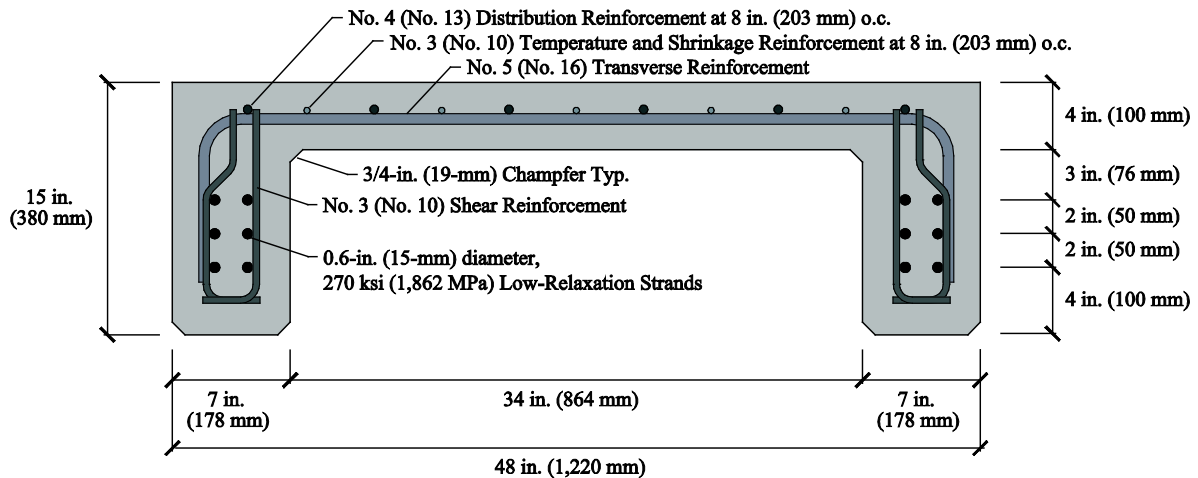 No. 4 (No. 13) Distribution Reinforcement at 8 in. (203 mm) o.c.
No. 3 (No. 10) Temperature and Shrinkage Reinforcement at 8 in. (203 mm) o.c.
No. 5 (No. 16) Transverse Reinforcement
4 in. (100 mm)
3/4-in. (19-mm) Champfer Typ.
3 in. (76 mm)
15 in.
(380 mm)
No. 3 (No. 10) Shear Reinforcement
2 in. (50 mm)
2 in. (50 mm)
0.6-in. (15-mm) diameter,
270 ksi (1,862 MPa) Low-Relaxation Strands
4 in. (100 mm)
7 in.
(178 mm)
34 in. (864 mm)
7 in.
(178 mm)
48 in. (1,220 mm)